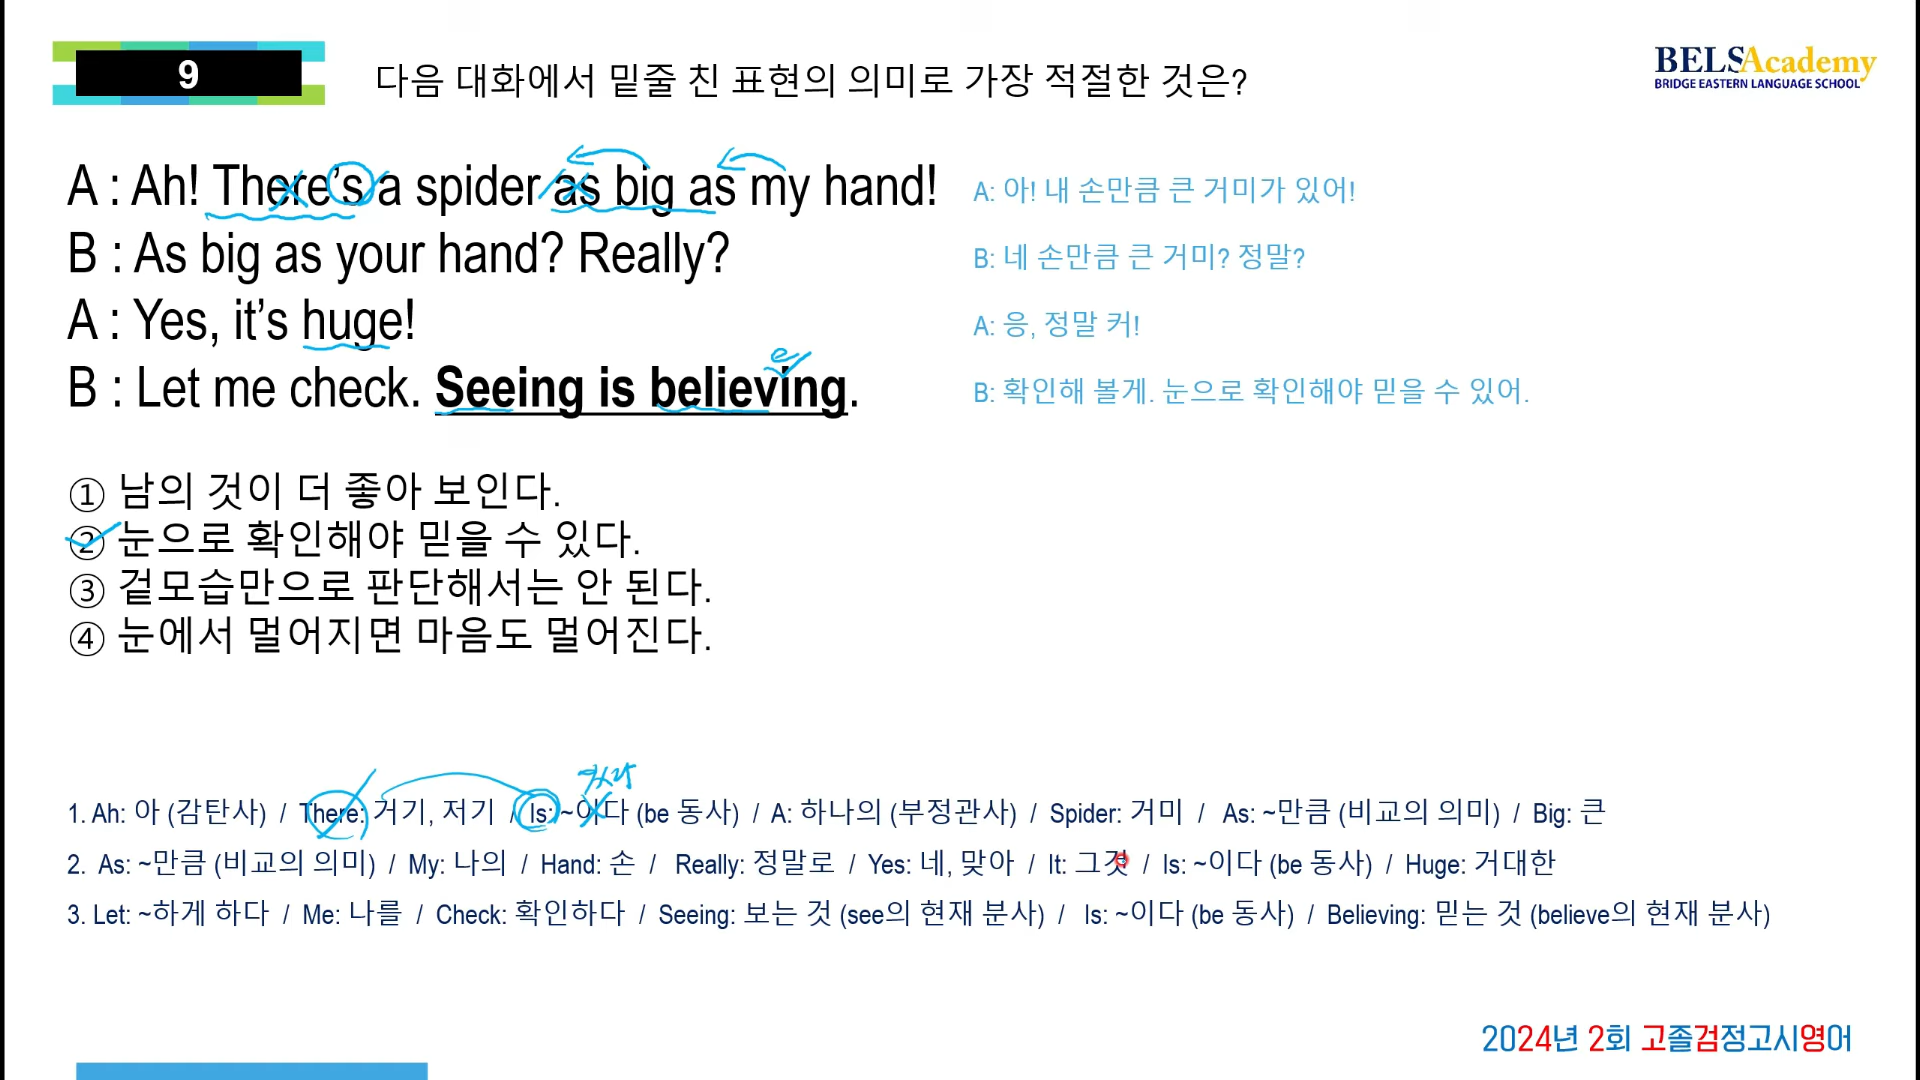 9
다음 대화에서 밑줄 친 표현의 의미로 가장 적절한 것은?
BELSAcademy
BRIDGE EASTERN LANGUAGE SCHOOL
A : Ah! There's a spider as big as my hand!
A: 아! 내 손만큼 큰 거미가 있어!
B : As big as your hand? Really?
B: 네 손만큼 큰 거미? 정말?
A : Yes, it's huge!
A: 응, 정말 커!
e
B : Let me check. Seeing is believing.
B: 확인해 볼게. 눈으로 확인해야 믿을 수 있어.
① 남의 것이 더 좋아 보인다.
② 눈으로 확인해야 믿을 수 있다.
③ 겉모습만으로 판단해서는 안 된다.
④ 눈에서 멀어지면 마음도 멀어진다.
있다
1. Ah: 아 (감탄사) / There: 거기, 저기 / Is: ~이다 (be 동사) / A: 하나의 (부정관사) / Spider: 거미 / As: ~만큼 (비교의 의미) / Big: 큰
2. As: ~만큼 (비교의 의미) / My: 나의 / Hand: 손 / Really: 정말로 / Yes: 네, 맞아 / It: 그것 / Is: ~이다 (be 동사) / Huge: 거대한
3. Let: ~하게 하다 / Me: 나를 / Check: 확인하다 / Seeing: 보는 것 (see의 현재 분사) / Is: ~이다 (be 동사) / Believing: 믿는 것 (believe의 현재 분사)
2024년 2회 고졸검정고시영어